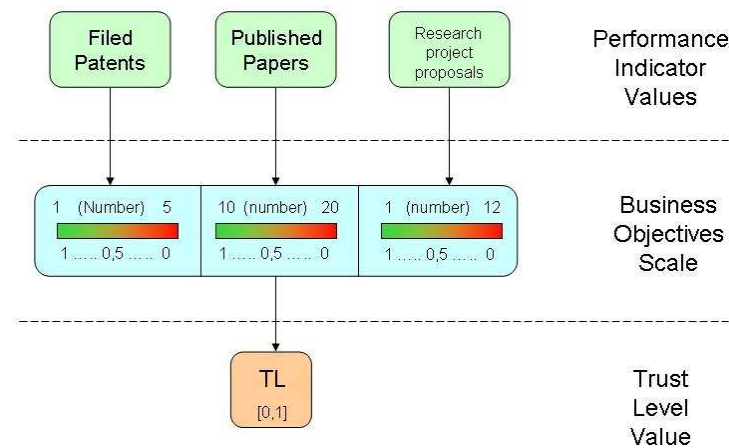 Filed
Patents
Published
Papers
Research
project
proposals
Performance
Indicator
Values
1 (Number) 5
1 ..... 0,5 ..... 0
10 (number) 20
1 ..... 0,5 ..... 0
1 (number) 12
1 ..... 0,5 ..... 0
Business
Objectives
Scale
TL
[0,1]
Trust
Level
Value